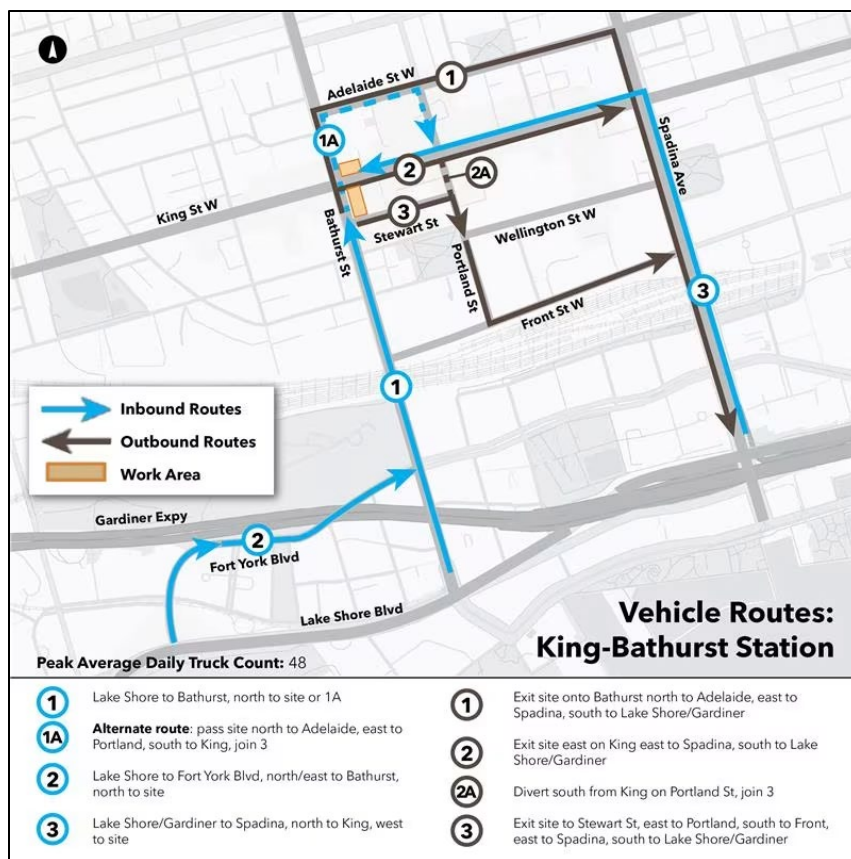 Adelaide St W
1
1A
2
2A
Spadina Ave
King St W
3
Stewart St
Wellington St W
Bathurst St
Portland St
Front St W
3
1
Inbound Routes
Outbound Routes
Work Area
Gardiner Expy
2
Fort York Blvd
Lake Shore Blvd
Vehicle Routes:
King-Bathurst Station
Peak Average Daily Truck Count: 48
1 Lake Shore to Bathurst, north to site or 1A
1A Alternate route: pass site north to Adelaide, east to
Portland, south to King, join 3
2 Lake Shore to Fort York Blvd, north/east to Bathurst,
north to site
3 Lake Shore/Gardiner to Spadina, north to King, west
to site
1 Exit site onto Bathurst north to Adelaide, east to
Spadina, south to Lake Shore/Gardiner
2 Exit site east on King east to Spadina, south to Lake
Shore/Gardiner
2A Divert south from King on Portland St, join 3
3 Exit site to Stewart St, east to Portland, south to Front,
east to Spadina, south to Lake Shore/Gardiner